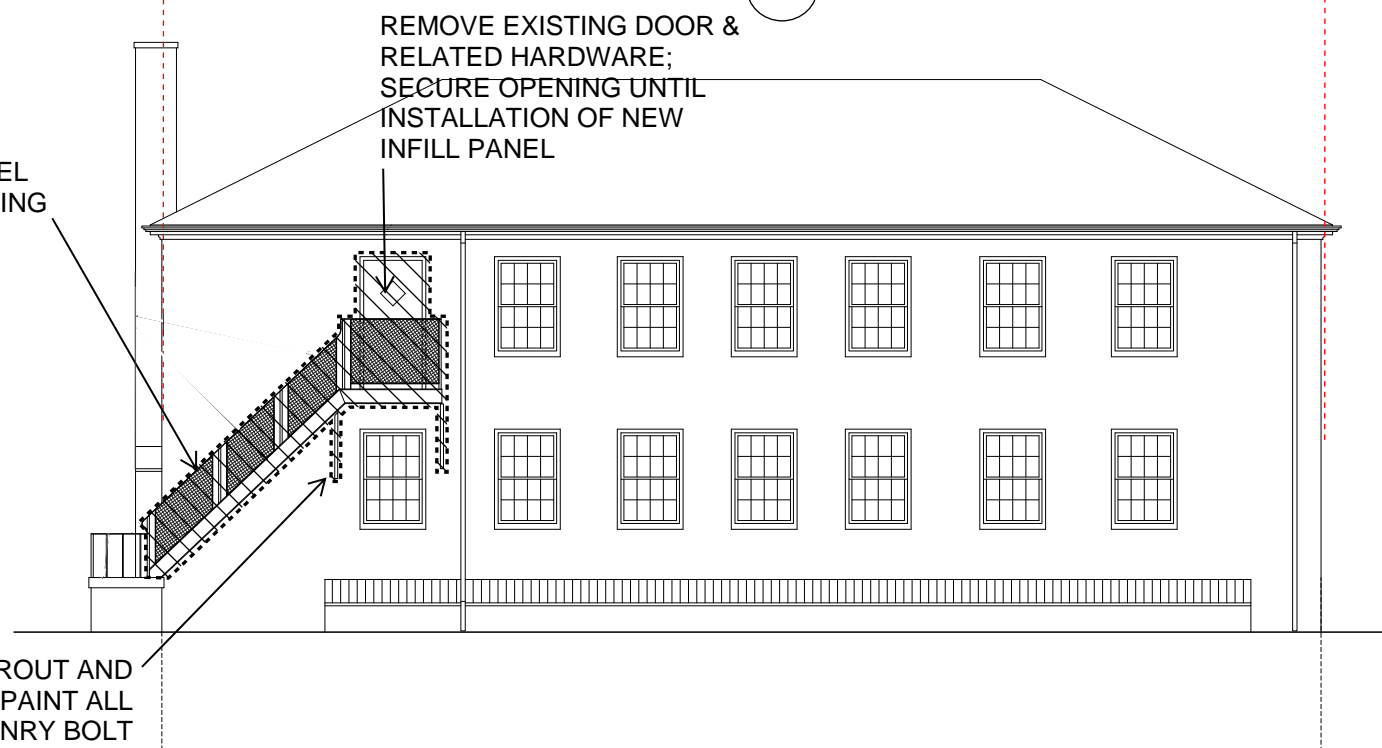 REMOVE EXISTING DOOR &
RELATED HARDWARE;
SECURE OPENING UNTIL
INSTALLATION OF NEW
INFILL PANEL
EL
ING
ROUT AND
PAINT ALL
NRY BOLT